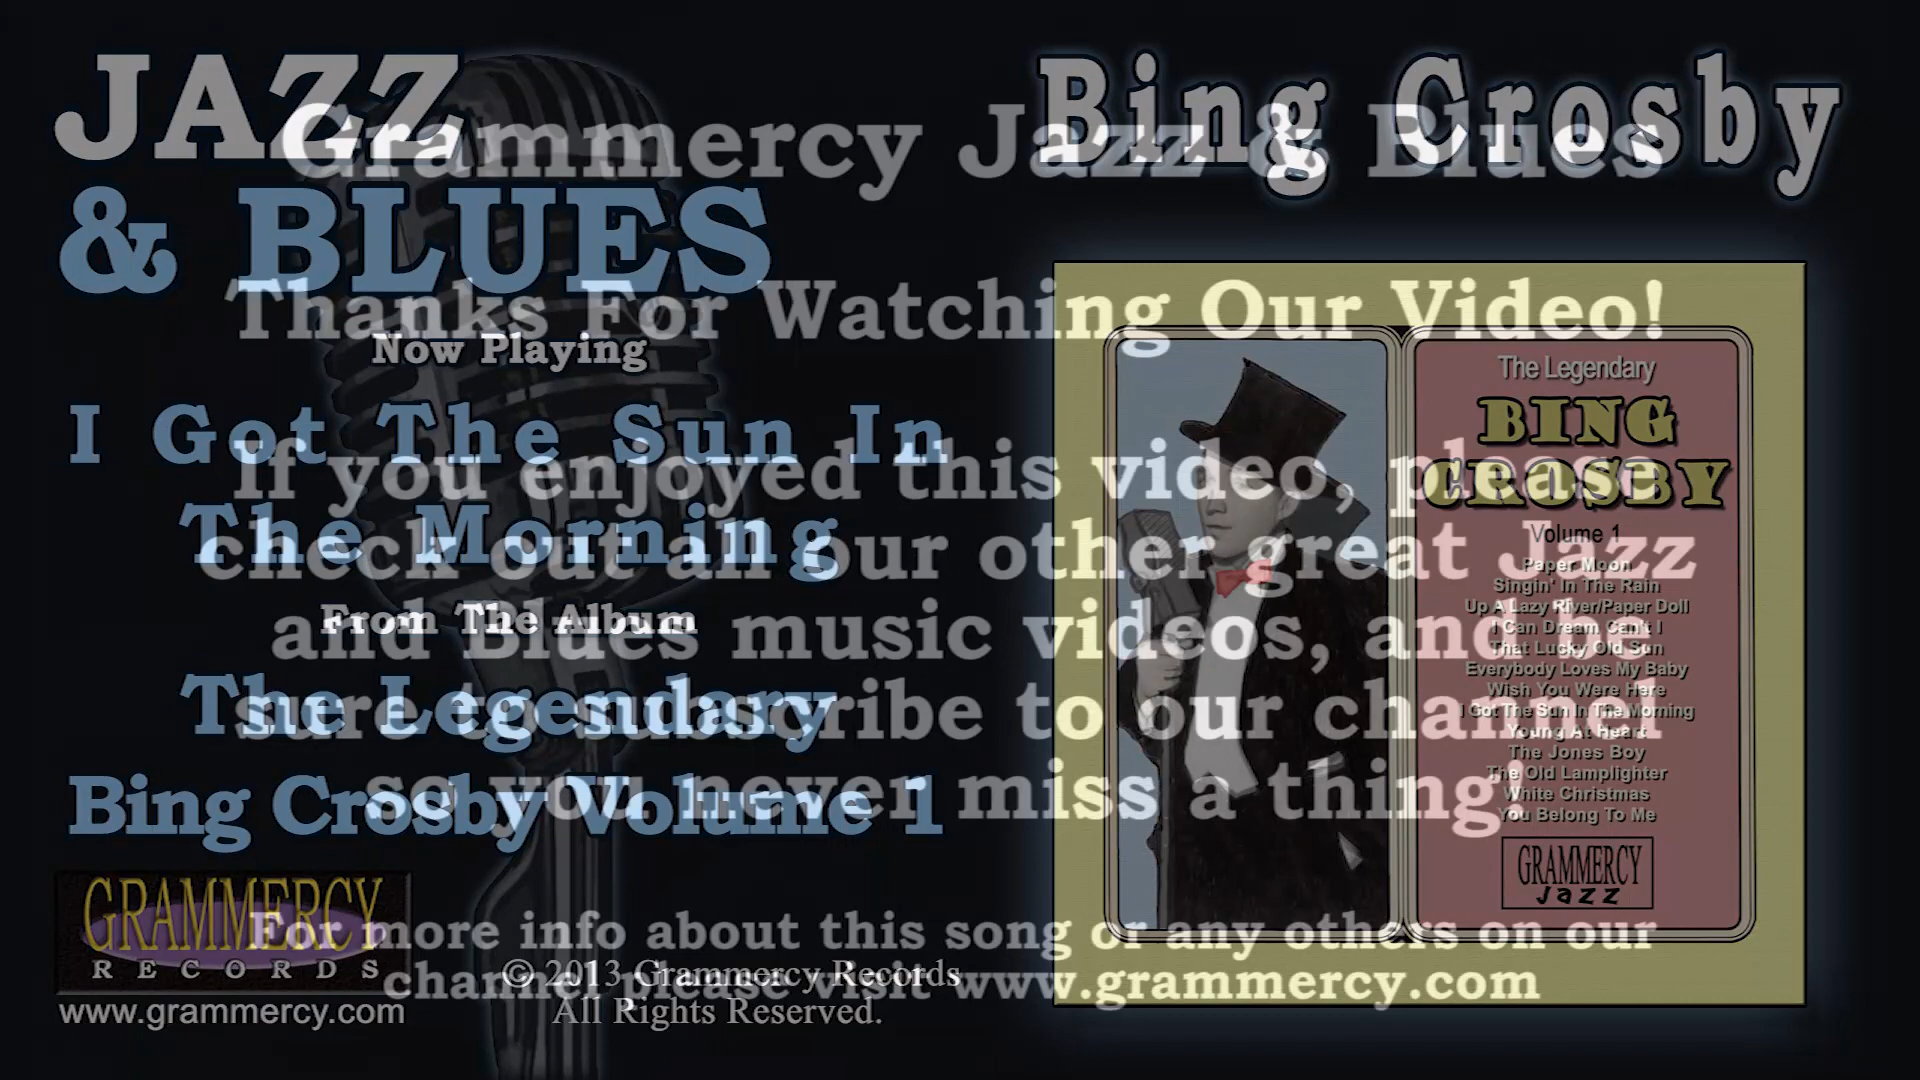 JAZZ
& BLUES
Now Playing
I Got The Sun In
The Morning
From The Album
The Legendary
Bing Crosby Volume 1
GRAMMERCY
RECORDS
www.grammercy.com
© 2013 Grammercy Records
All Rights Reserved.
Bing Crosby
The Legendary
BING
CROSBY
Volume 1
Paper Moon
Singin' In The Rain
Up A Lazy River/Paper Doll
I Can Dream Can't I
That Lucky Old Sun
Everybody Loves My Baby
Wish You Were Here
I Got The Sun In The Morning
Young At Heart
The Jones Boy
The Old Lamplighter
White Christmas
You Belong To Me
GRAMMERCY
Jazz
Grammercy Jazz & Blues
Thanks For Watching Our Video!
If you enjoyed this video, please
check out all our other great Jazz
and Blues music videos, and be
sure to subscribe to our channel
so you never miss a thing!
For more info about this song or any others on our
channel please visit www.grammercy.com